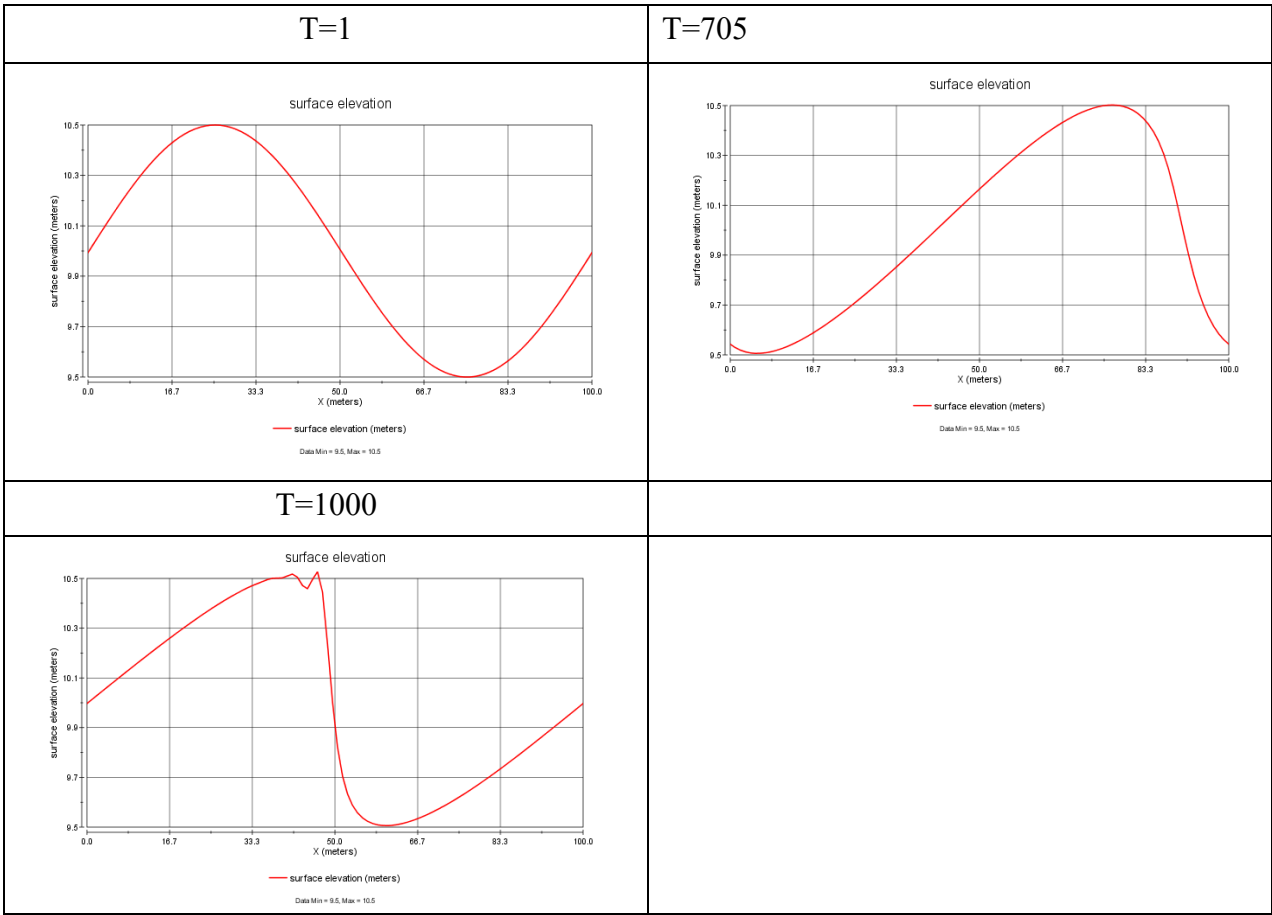 T=1
T=705
surface elevation
10.5
10.3
10.1
9.9
9.7
9.5
surface elevation (meters)
0.0 16.7 33.3 50.0 66.7 83.3 100.0
X (meters)
surface elevation (meters)
Data Min = 9.5, Max = 10.5
surface elevation
10.5
10.3
10.1
9.9
9.7
9.5
surface elevation (meters)
0.0 16.7 33.3 50.0 66.7 83.3 100.0
X (meters)
surface elevation (meters)
Data Min = 9.5, Max = 10.5
T=1000
surface elevation
10.5
10.3
10.1
9.9
9.7
9.5
surface elevation (meters)
0.0 16.7 33.3 50.0 66.7 83.3 100.0
X (meters)
surface elevation (meters)
Data Min = 9.5, Max = 10.5